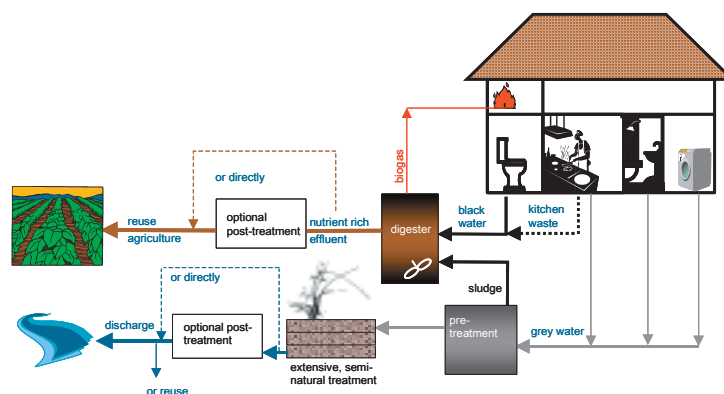 biogas
or directly
optional
post-treatment
reuse
agriculture
nutrient rich
effluent
digester
black
water
kitchen
waste
sludge
or directly
discharge
optional post-
treatment
pre-
treatment
grey water
extensive, semi-
natural treatment
or reuse